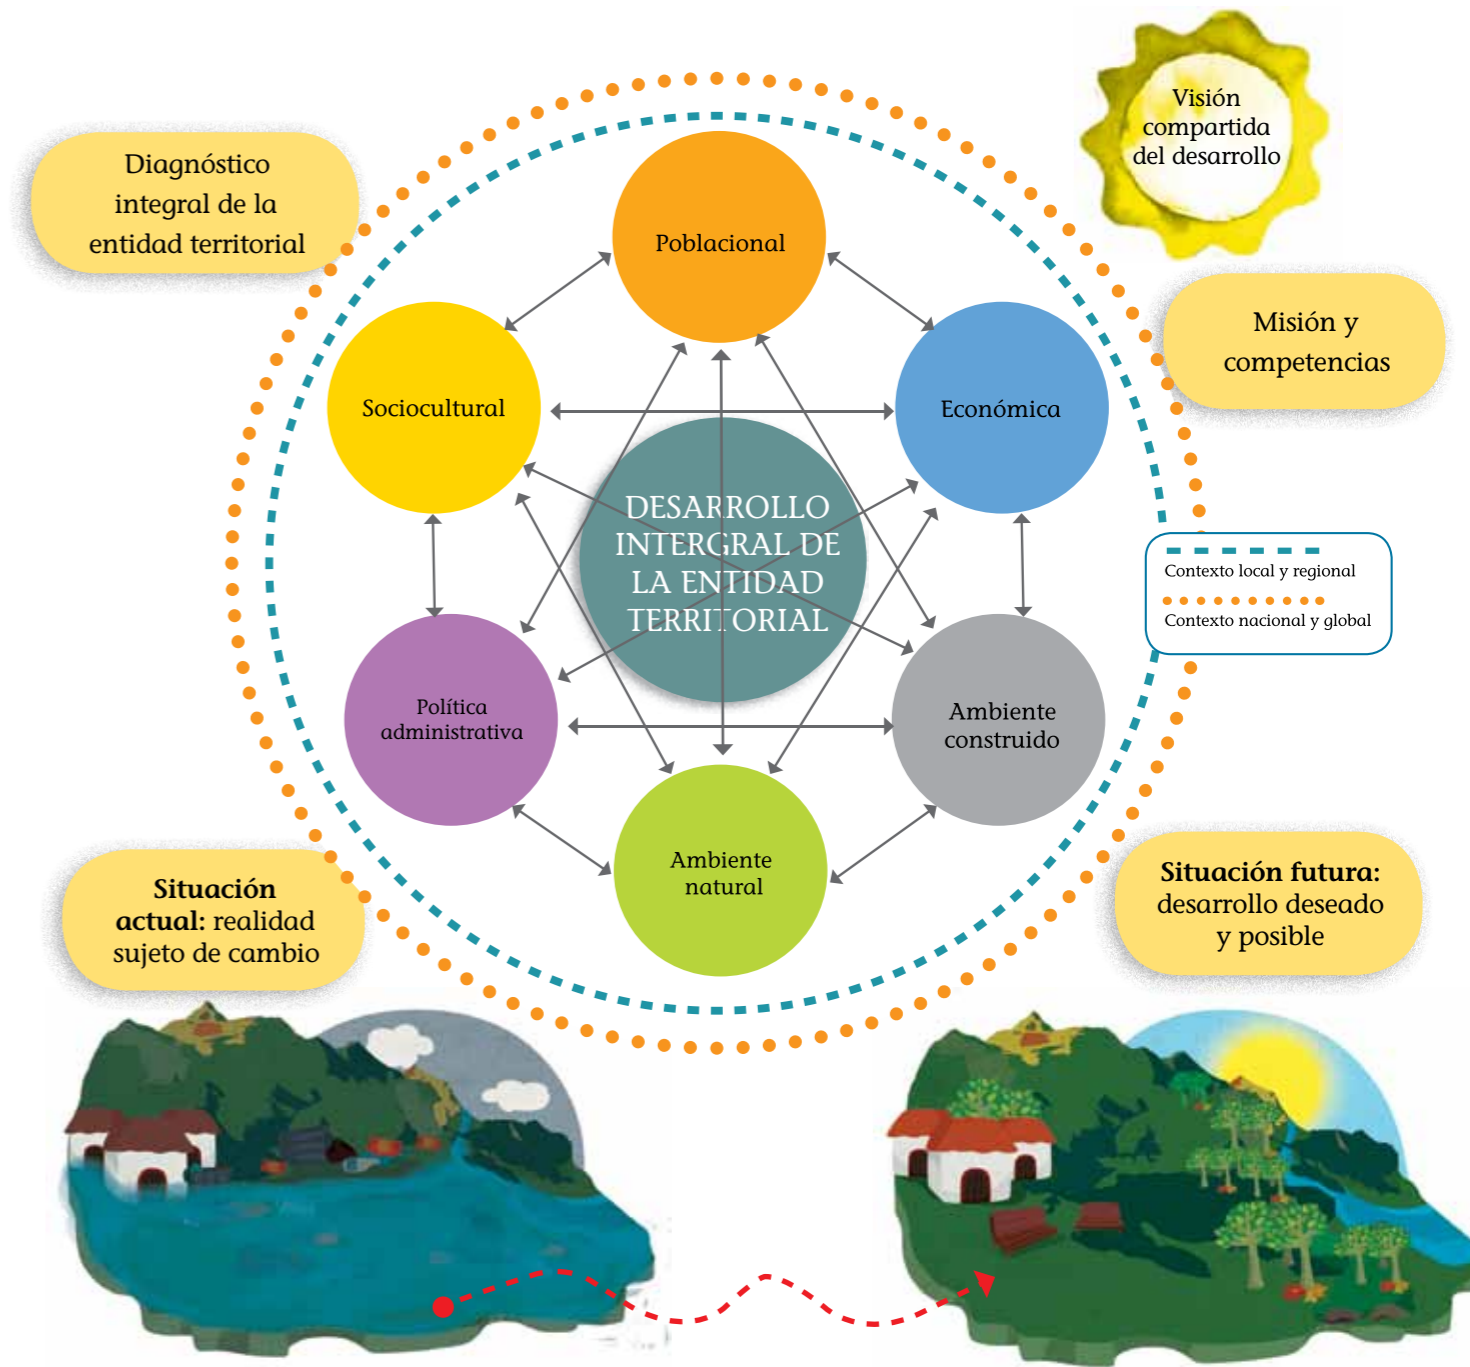 Visión
compartida
del desarrollo
Diagnóstico
integral de la
entidad territorial
Poblacional
Misión y
competencias
Sociocultural
Económica
DESARROLLO
INTERGRAL DE
LA ENTIDAD
TERRITORIAL
Contexto local y regional
Contexto nacional y global
Política
administrativa
Ambiente
construido
Ambiente
natural
Situación
actual: realidad
sujeto de cambio
Situación futura:
desarrollo deseado
y posible